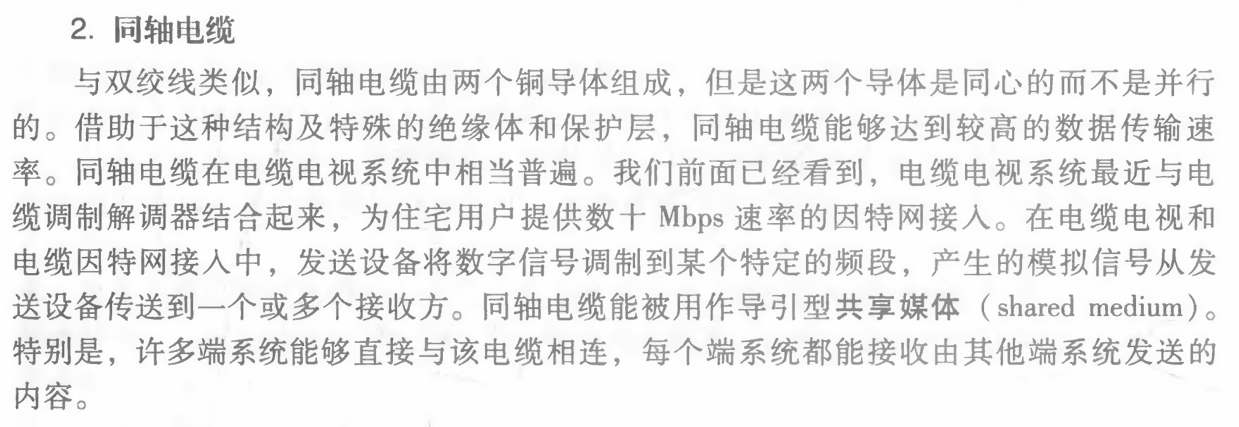 2. 同轴电缆
与双绞线类似，同轴电缆由两个铜导体组成，但是这两个导体是同心的而不是并行
的。借助于这种结构及特殊的绝缘体和保护层，同轴电缆能够达到较高的数据传输速
率。同轴电缆在电缆电视系统中相当普遍。我们前面已经看到，电缆电视系统最近与电
缆调制解调器结合起来，为住宅用户提供数十 Mbps 速率的因特网接入。在电缆电视和
电缆因特网接入中，发送设备将数字信号调制到某个特定的频段，产生的模拟信号从发
送设备传送到一个或多个接收方。同轴电缆能被用作导引型共享媒体（shared medium）。
特别是，许多端系统能够直接与该电缆相连，每个端系统都能接收由其他端系统发送的
内容。